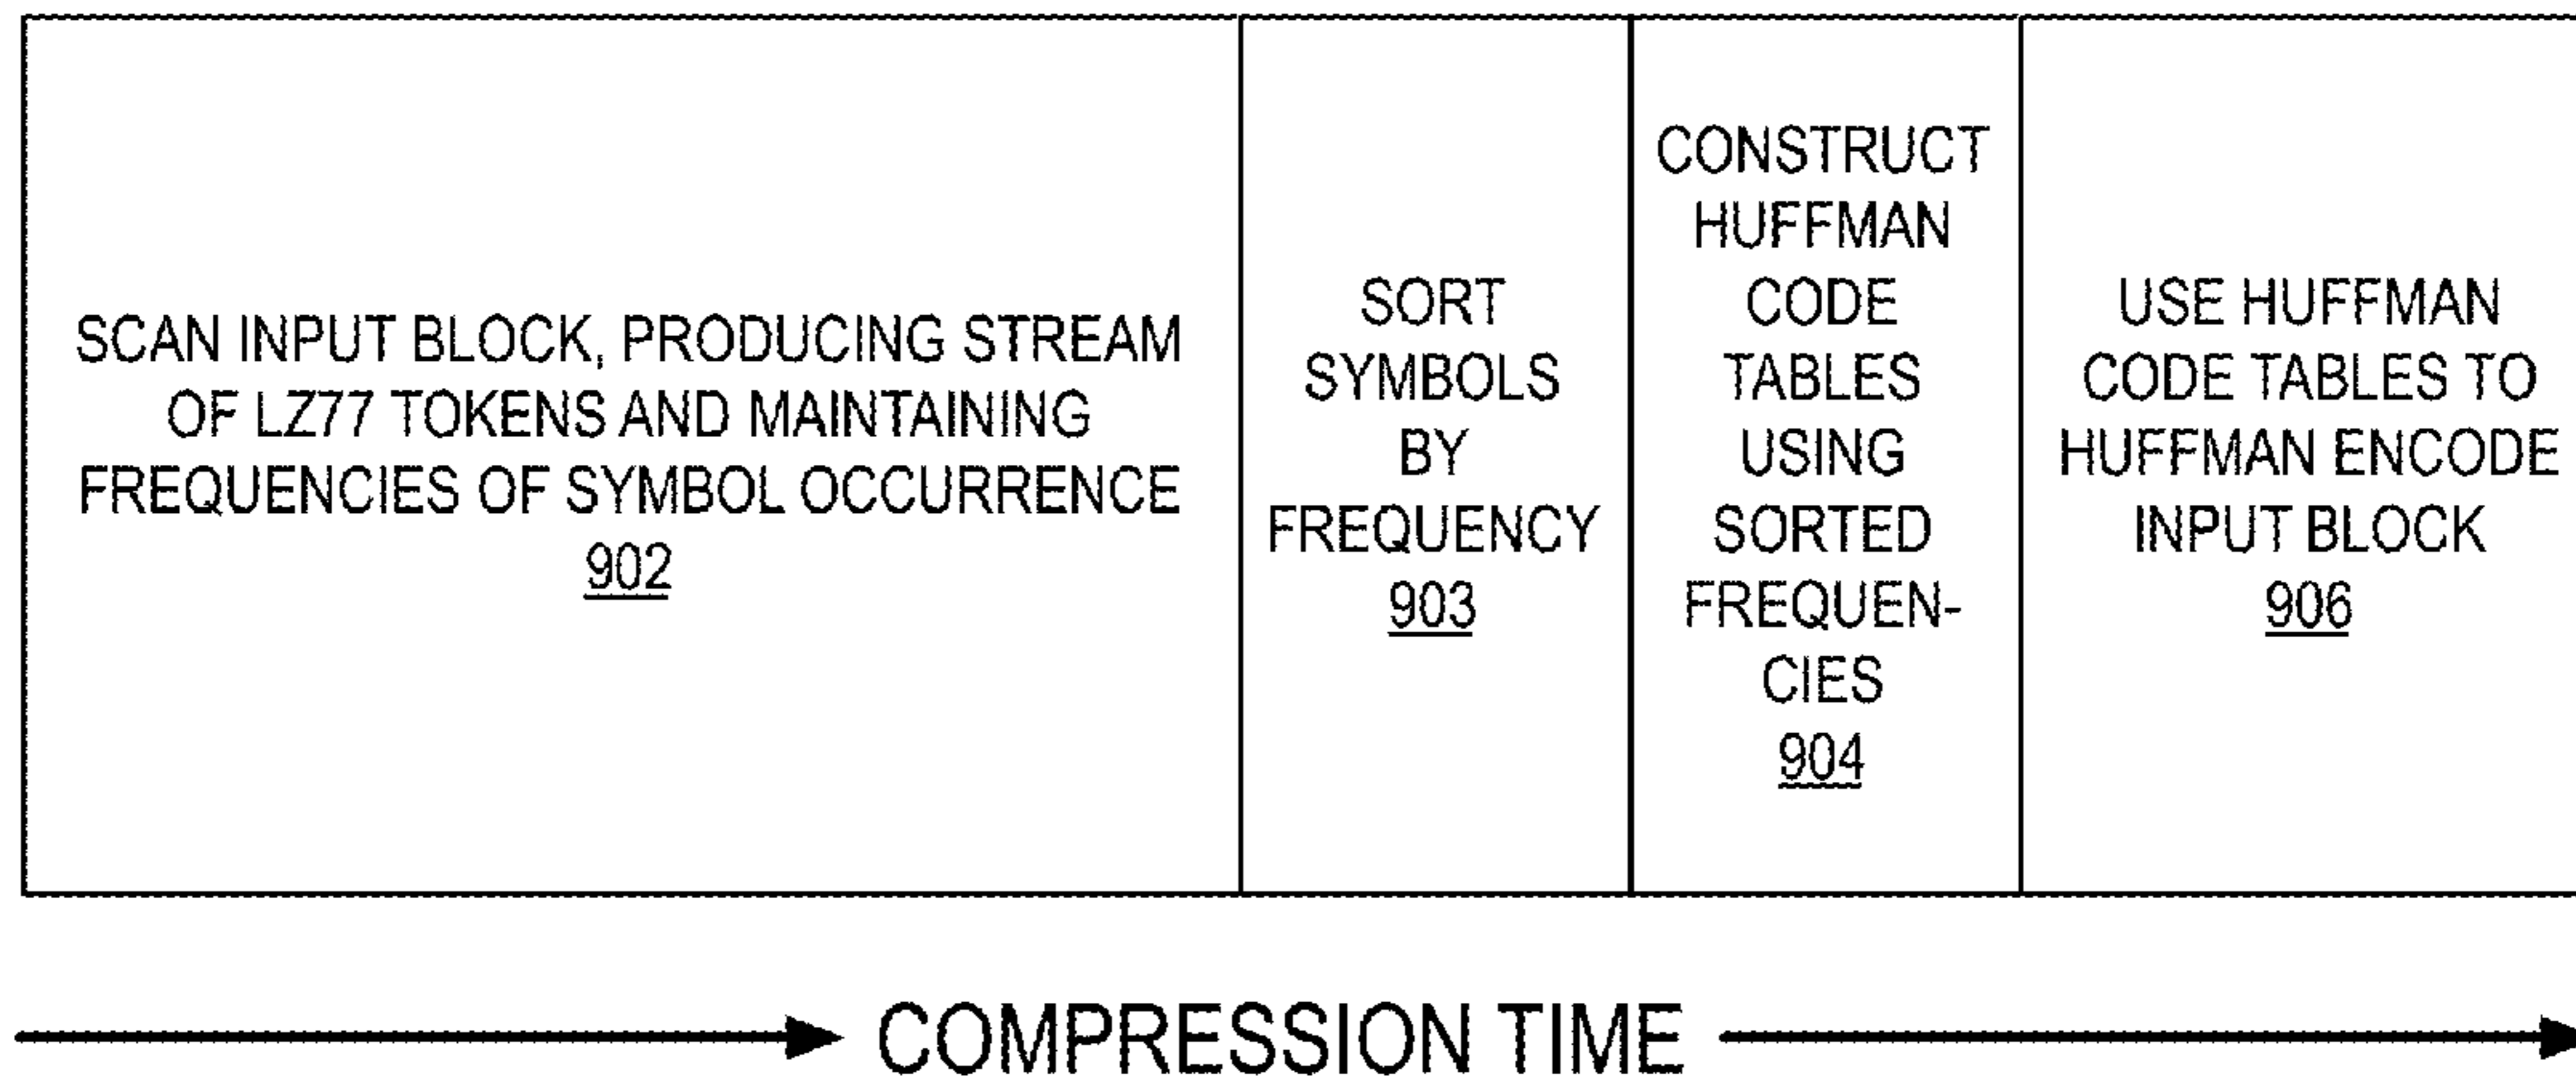 SCAN INPUT BLOCK, PRODUCING STREAM
OF LZ77 TOKENS AND MAINTAINING
FREQUENCIES OF SYMBOL OCCURRENCE
902
SORT
SYMBOLS
BY
FREQUENCY
903
CONSTRUCT
HUFFMAN
CODE
TABLES
USING
SORTED
FREQUEN-
CIES
904
USE HUFFMAN
CODE TABLES TO
HUFFMAN ENCODE
INPUT BLOCK
906
COMPRESSION TIME